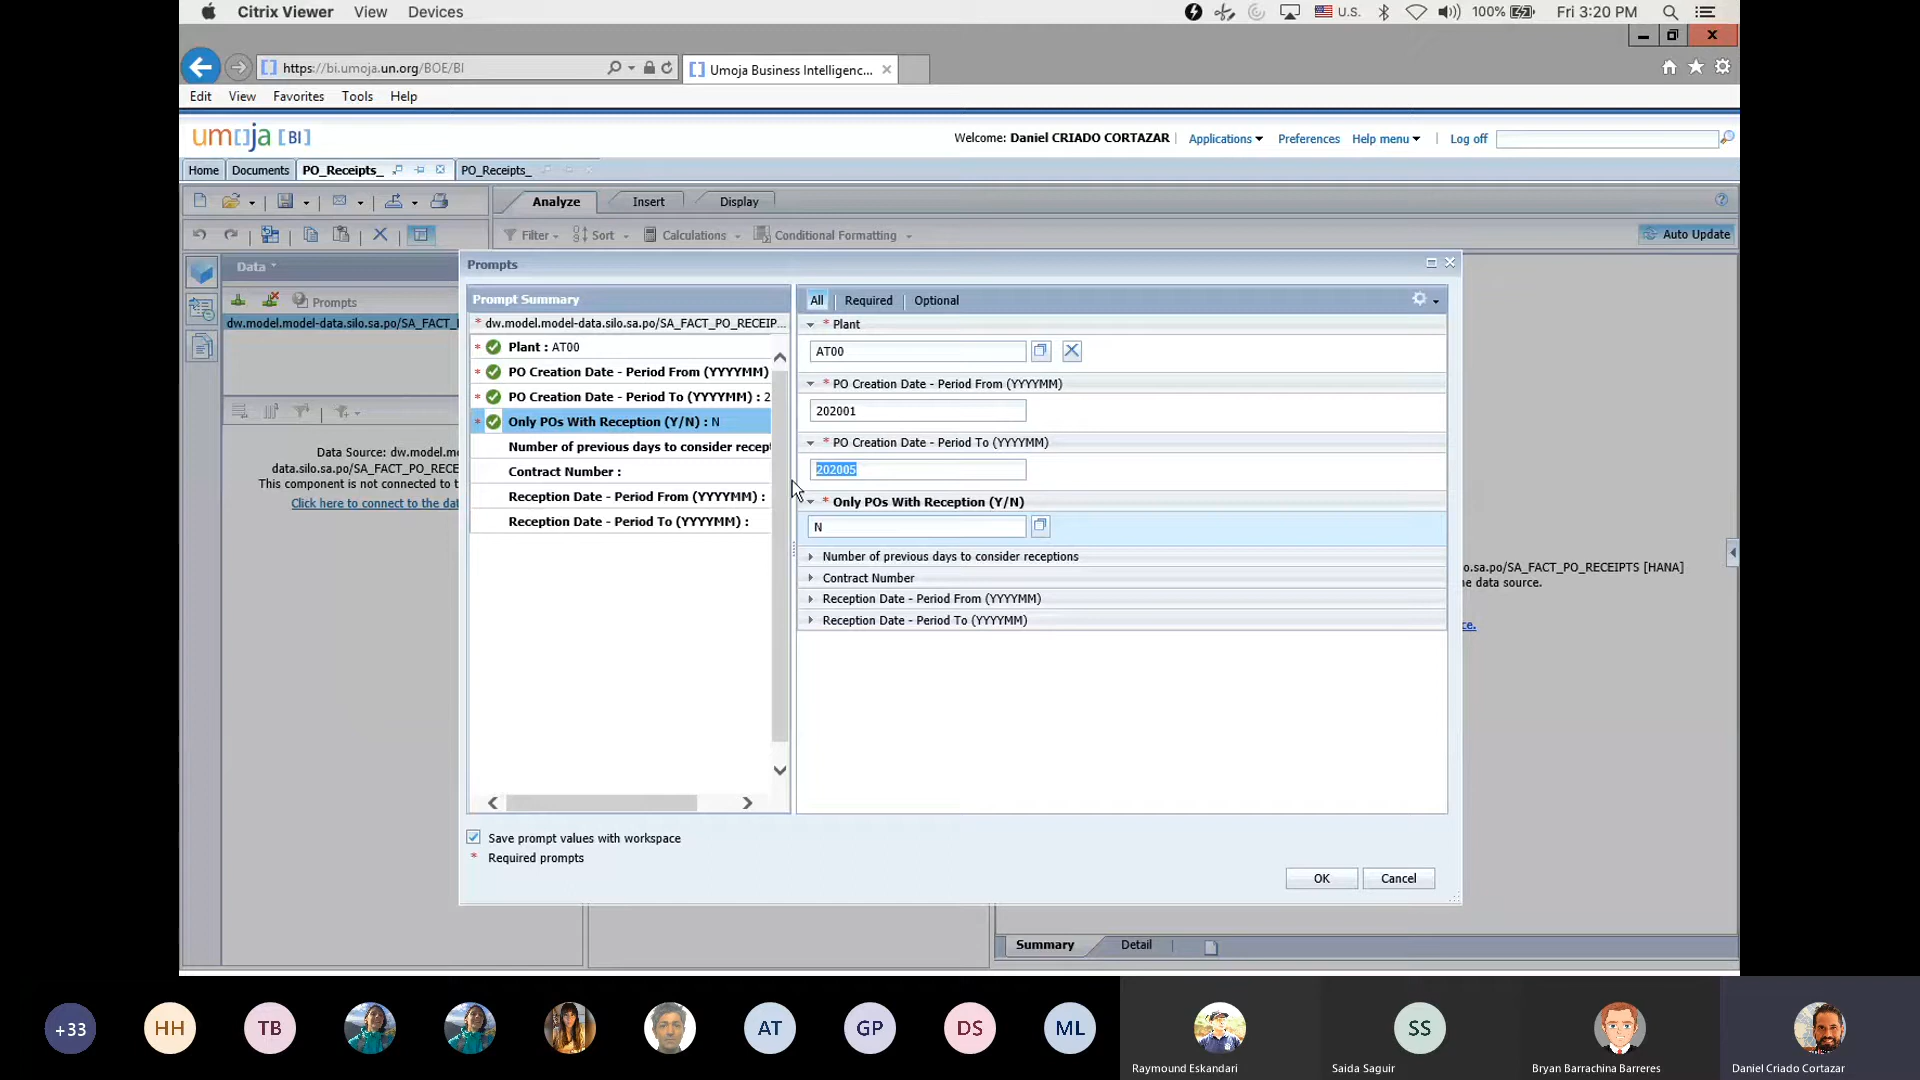 Citrix Viewer View Devices
U.S. 100% Fri 3:20 PM
https://bi.umoja.un.org/BOE/BI
Umoja Business Intelligenc...
Edit View Favorites Tools Help
um[]ja [BI]
Welcome: Daniel CRIADO CORTAZAR Applications Preferences Help menu Log off
Home Documents PO_Receipts_ PO_Receipts_
Analyze Insert Display
Filter Sort Calculations Conditional Formatting Auto Update
Data
Prompts
dw.model.model-data.silo.sa.po/SA_FACT_
Data Source: dw.model.mo
data.silo.sa.po/SA_FACT_PO_RECE
This component is not connected to t
Click here to connect to the dat
Prompts
Prompt Summary
* dw.model.model-data.silo.sa.po/SA_FACT_PO_RECEIP...
* Plant : AT00
* PO Creation Date - Period From (YYYYMM)
* PO Creation Date - Period To (YYYYMM) : 2
* Only POs With Reception (Y/N) : N
Number of previous days to consider recept
Contract Number :
Reception Date - Period From (YYYYMM) :
Reception Date - Period To (YYYYMM) :
All Required Optional
* Plant
AT00
* PO Creation Date - Period From (YYYYMM)
202001
* PO Creation Date - Period To (YYYYMM)
202005
* Only POs With Reception (Y/N)
N
Number of previous days to consider receptions
Contract Number
Reception Date - Period From (YYYYMM)
Reception Date - Period To (YYYYMM)
o.sa.po/SA_FACT_PO_RECEIPTS [HANA]
e data source.
ce.
Save prompt values with workspace
* Required prompts
OK Cancel
Summary Detail
+33 HH TB AT GP DS ML SS
Raymound Eskandari Saida Saguir Bryan Barrachina Barreres Daniel Criado Cortazar